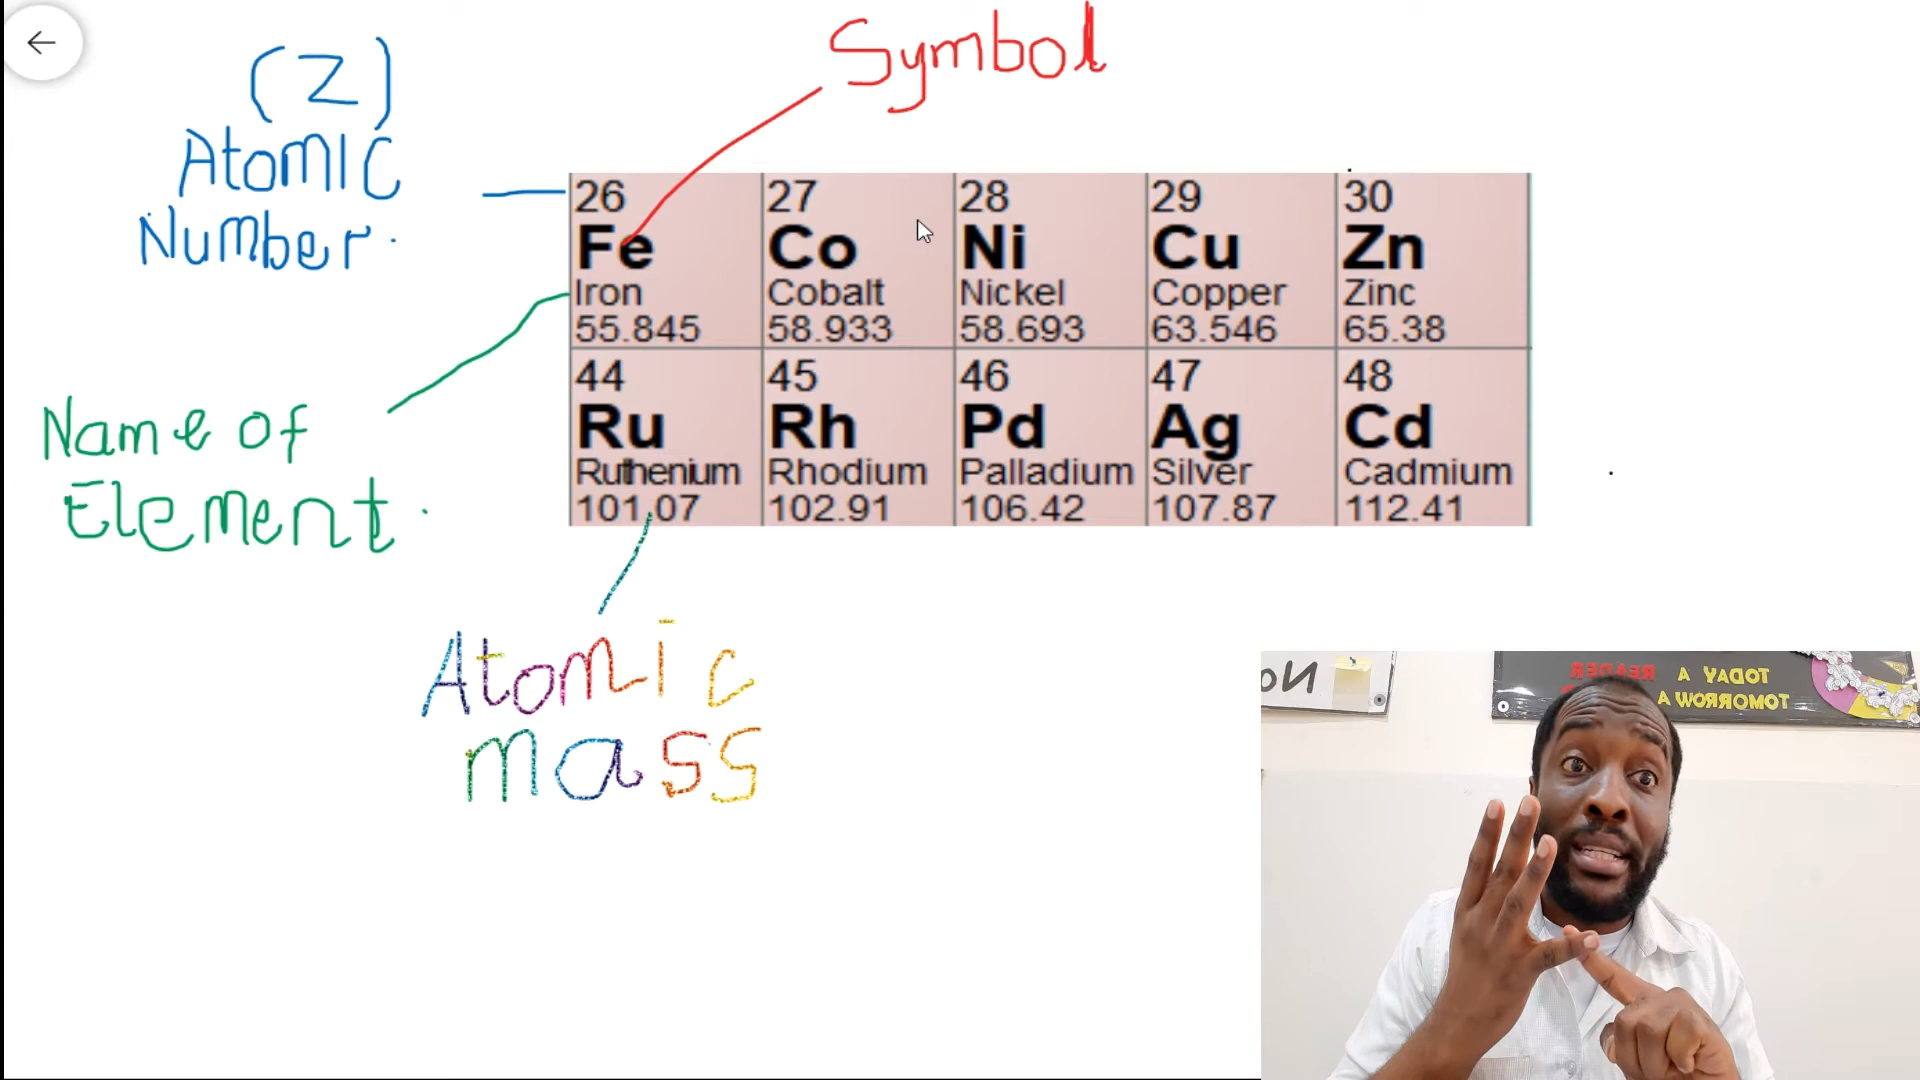 (Z)
Atomic
Number.
Symbol
26 27 28 29 30
Fe Co Ni Cu Zn
Iron Cobalt Nickel Copper Zinc
55.845 58.933 58.693 63.546 65.38
44 45 46 47 48
Ru Rh Pd Ag Cd
Ruthenium Rhodium Palladium Silver Cadmium
101.07 102.91 106.42 107.87 112.41
Name of
Element.
Atomic
mass
No
READER
TODAY A
TOMORROW A